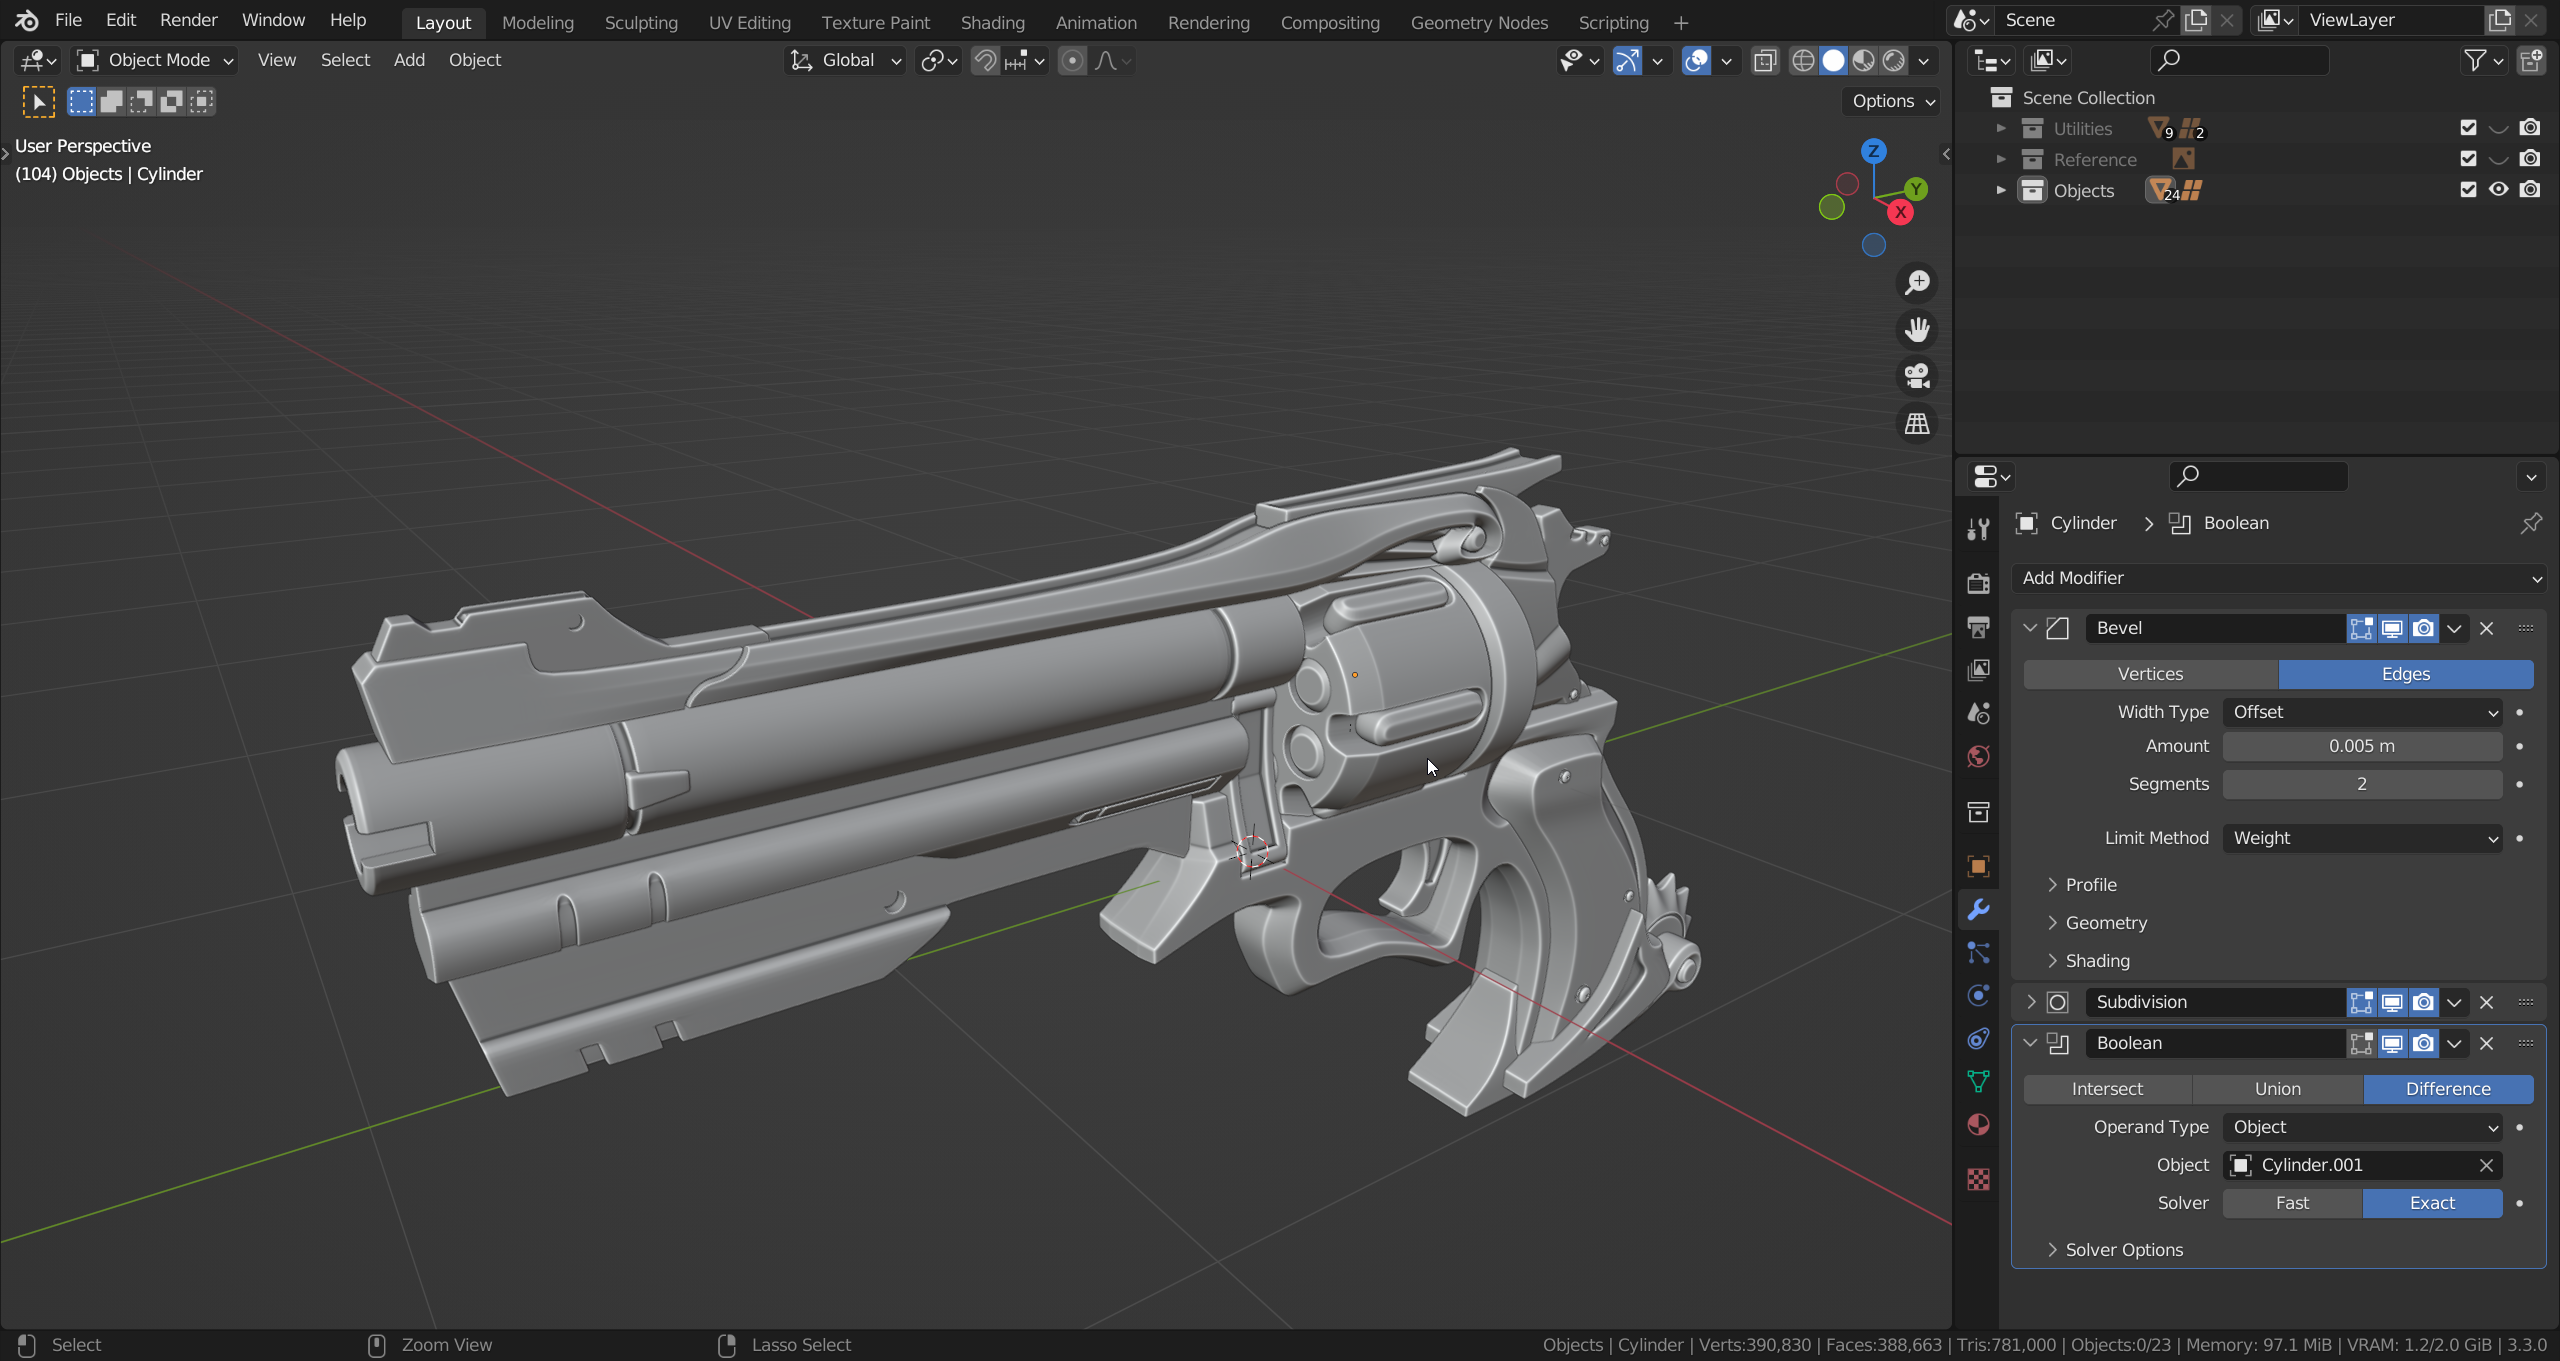 File Edit Render Window Help Layout Modeling Sculpting UV Editing Texture Paint Shading Animation Rendering Compositing Geometry Nodes Scripting + Scene ViewLayer
Object Mode View Select Add Object Global
Options
User Perspective
(104) Objects | Cylinder
Z
Y
X
Scene Collection
Utilities 9 2
Reference
Objects 24
Cylinder > Boolean
Add Modifier
Bevel
Vertices Edges
Width Type Offset
Amount 0.005 m
Segments 2
Limit Method Weight
Profile
Geometry
Shading
Subdivision
Boolean
Intersect Union Difference
Operand Type Object
Object Cylinder.001
Solver Fast Exact
Solver Options
Select Zoom View Lasso Select Objects | Cylinder | Verts:390,830 | Faces:388,663 | Tris:781,000 | Objects:0/23 | Memory: 97.1 MiB | VRAM: 1.2/2.0 GiB | 3.3.0